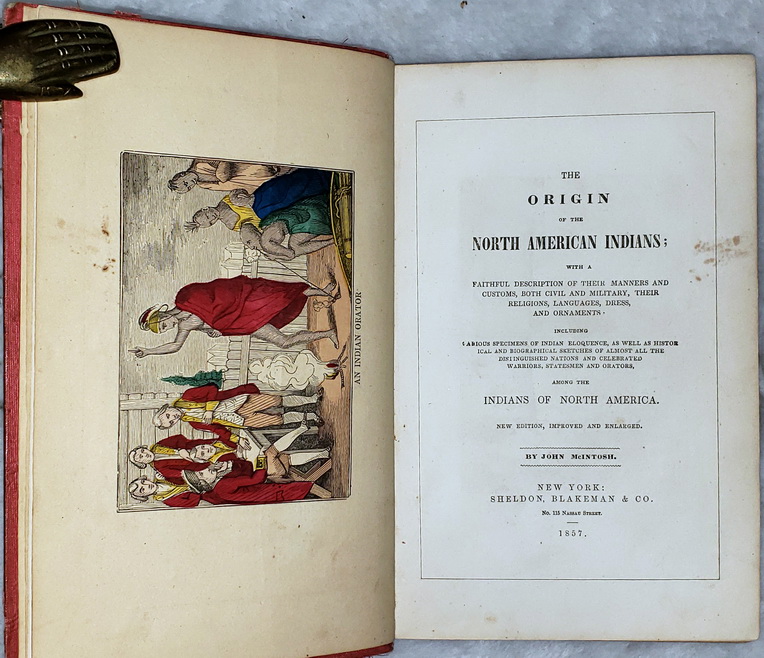 AN INDIAN ORATOR
THE
ORIGIN
OF THE
NORTH AMERICAN INDIANS;
WITH A
FAITHFUL DESCRIPTION OF THEIR MANNERS AND
CUSTOMS, BOTH CIVIL AND MILITARY, THEIR
RELIGIONS, LANGUAGES, DRESS,
AND ORNAMENTS.
INCLUDING
VARIOUS SPECIMENS OF INDIAN ELOQUENCE, AS WELL AS HISTOR
ICAL AND BIOGRAPHICAL SKETCHES OF ALMOST ALL THE
DISTINGUISHED NATIONS AND CELEBRATED
WARRIORS, STATESMEN AND ORATORS,
AMONG THE
INDIANS OF NORTH AMERICA.
NEW EDITION, IMPROVED AND ENLARGED.
BY JOHN McINTOSH.
NEW YORK:
SHELDON, BLAKEMAN & CO.
No. 115 NASSAU STREET.
1857.